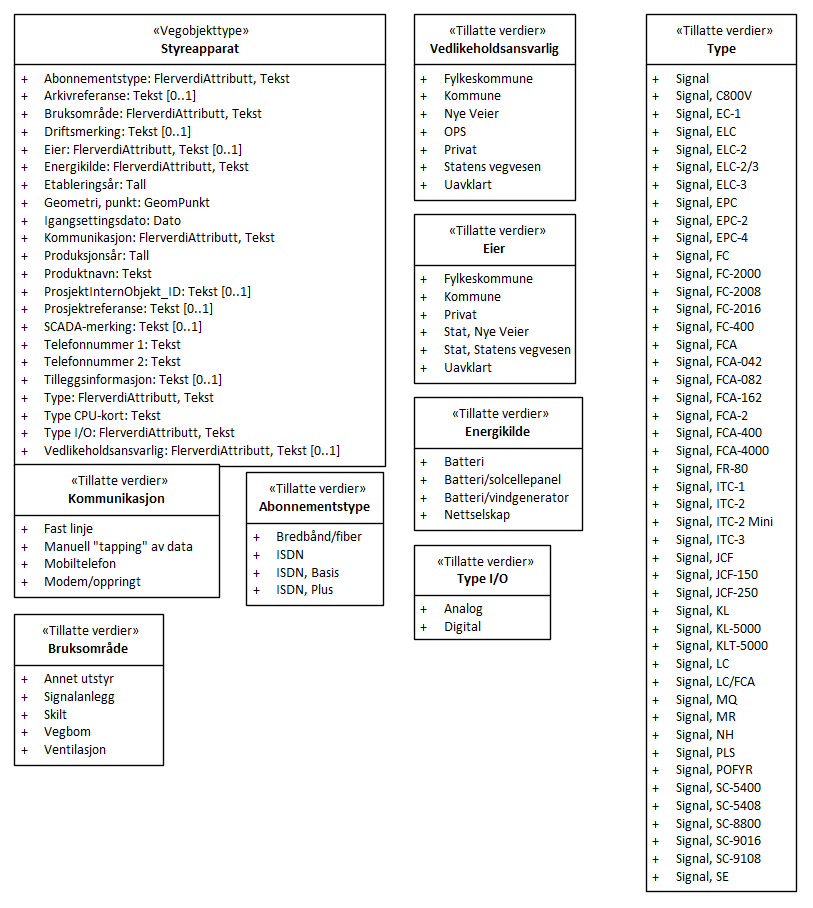 «Vegobjekttype»
Styreapparat
+ Abonnementstype: FlerverdiAttributt, Tekst
+ Arkivreferanse: Tekst [0..1]
+ Bruksområde: FlerverdiAttributt, Tekst
+ Driftsmerking: Tekst [0..1]
+ Eier: FlerverdiAttributt, Tekst [0..1]
+ Energikilde: FlerverdiAttributt, Tekst
+ Etableringsår: Tall
+ Geometri, punkt: GeomPunkt
+ Igangsettingsdato: Dato
+ Kommunikasjon: FlerverdiAttributt, Tekst
+ Produksjonsår: Tall
+ Produktnavn: Tekst
+ ProsjektInternObjekt_ID: Tekst [0..1]
+ Prosjektreferanse: Tekst [0..1]
+ SCADA-merking: Tekst [0..1]
+ Telefonnummer 1: Tekst
+ Telefonnummer 2: Tekst
+ Tilleggsinformasjon: Tekst [0..1]
+ Type: FlerverdiAttributt, Tekst
+ Type CPU-kort: Tekst
+ Type I/O: FlerverdiAttributt, Tekst
+ Vedlikeholdsansvarlig: FlerverdiAttributt, Tekst [0..1]
«Tillatte verdier»
Kommunikasjon
+ Fast linje
+ Manuell "tapping" av data
+ Mobiltelefon
+ Modem/oppringt
«Tillatte verdier»
Abonnementstype
+ Bredbånd/fiber
+ ISDN
+ ISDN, Basis
+ ISDN, Plus
«Tillatte verdier»
Bruksområde
+ Annet utstyr
+ Signalanlegg
+ Skilt
+ Vegbom
+ Ventilasjon
«Tillatte verdier»
Vedlikeholdsansvarlig
+ Fylkeskommune
+ Kommune
+ Nye Veier
+ OPS
+ Privat
+ Statens vegvesen
+ Uavklart
«Tillatte verdier»
Eier
+ Fylkeskommune
+ Kommune
+ Privat
+ Stat, Nye Veier
+ Stat, Statens vegvesen
+ Uavklart
«Tillatte verdier»
Energikilde
+ Batteri
+ Batteri/solcellepanel
+ Batteri/vindgenerator
+ Nettselskap
«Tillatte verdier»
Type I/O
+ Analog
+ Digital
«Tillatte verdier»
Type
+ Signal
+ Signal, C800V
+ Signal, EC-1
+ Signal, ELC
+ Signal, ELC-2
+ Signal, ELC-2/3
+ Signal, ELC-3
+ Signal, EPC
+ Signal, EPC-2
+ Signal, EPC-4
+ Signal, FC
+ Signal, FC-2000
+ Signal, FC-2008
+ Signal, FC-2016
+ Signal, FC-400
+ Signal, FCA
+ Signal, FCA-042
+ Signal, FCA-082
+ Signal, FCA-162
+ Signal, FCA-2
+ Signal, FCA-400
+ Signal, FCA-4000
+ Signal, FR-80
+ Signal, ITC-1
+ Signal, ITC-2
+ Signal, ITC-2 Mini
+ Signal, ITC-3
+ Signal, JCF
+ Signal, JCF-150
+ Signal, JCF-250
+ Signal, KL
+ Signal, KL-5000
+ Signal, KLT-5000
+ Signal, LC
+ Signal, LC/FCA
+ Signal, MQ
+ Signal, MR
+ Signal, NH
+ Signal, PLS
+ Signal, POFYR
+ Signal, SC-5400
+ Signal, SC-5408
+ Signal, SC-8800
+ Signal, SC-9016
+ Signal, SC-9108
+ Signal, SE